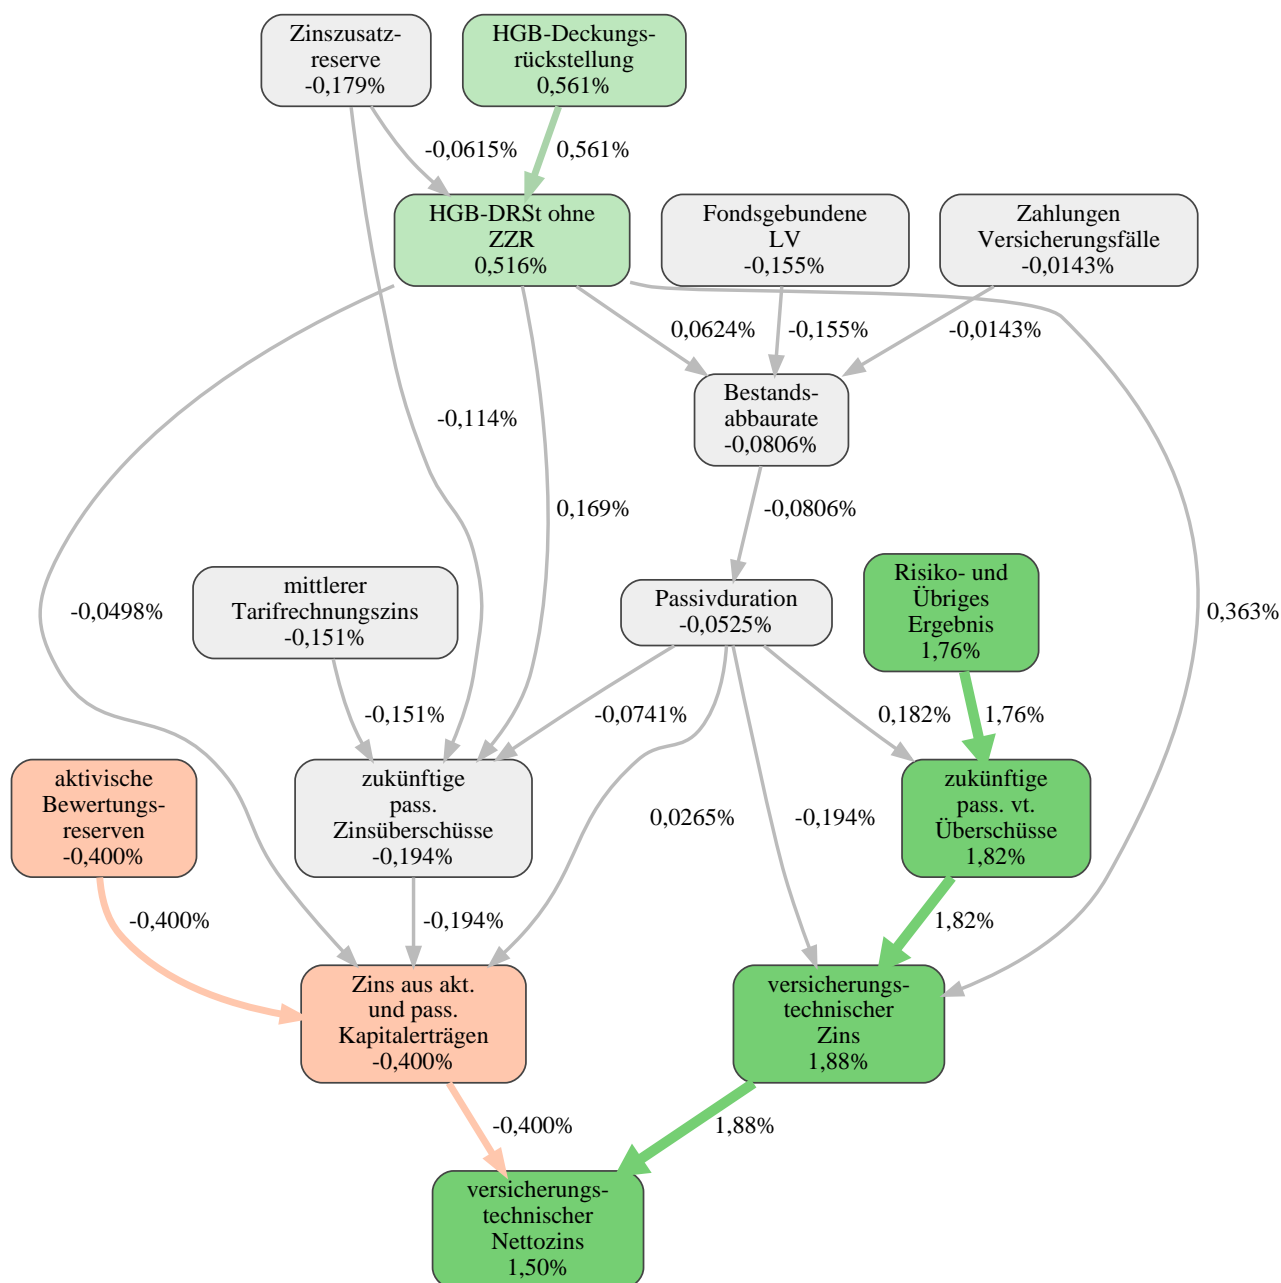 Zinszusatz-
reserve
-0,179%
HGB-Deckungs-
rückstellung
0,561%
-0,0615%
0,561%
HGB-DRSt ohne
ZZR
0,516%
Fondsgebundene
LV
-0,155%
Zahlungen
Versicherungsfälle
-0,0143%
0,0624%
-0,155%
-0,0143%
Bestands-
abbaurate
-0,0806%
-0,114%
0,169%
-0,0806%
mittlerer
Tarifrechnungszins
-0,151%
Passivduration
-0,0525%
Risiko- und
Übriges
Ergebnis
1,76%
-0,0498%
0,363%
-0,151%
-0,0741%
0,182%
1,76%
aktivische
Bewertungs-
reserven
-0,400%
zukünftige
pass.
Zinsüberschüsse
-0,194%
0,0265%
-0,194%
zukünftige
pass. vt.
Überschüsse
1,82%
-0,400%
-0,194%
1,82%
Zins aus akt.
und pass.
Kapitalerträgen
-0,400%
versicherungs-
technischer
Zins
1,88%
-0,400%
1,88%
versicherungs-
technischer
Nettozins
1,50%